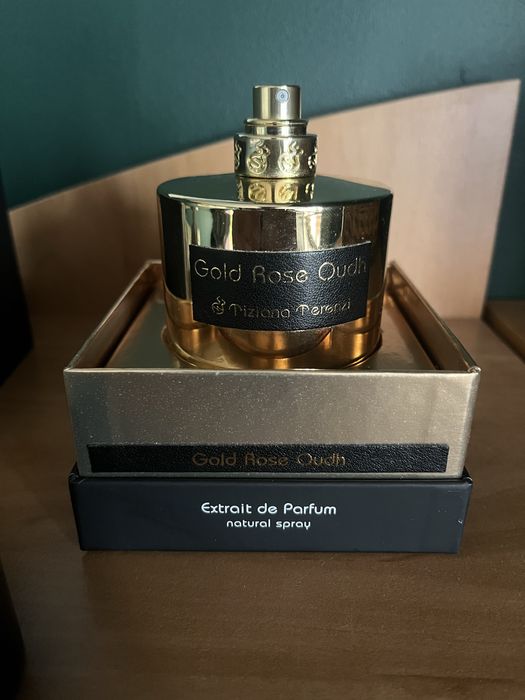 Gold Rose Oudh
Tiziana Terenzi
Gold Rose Oudh
Extrait de Parfum
natural spray